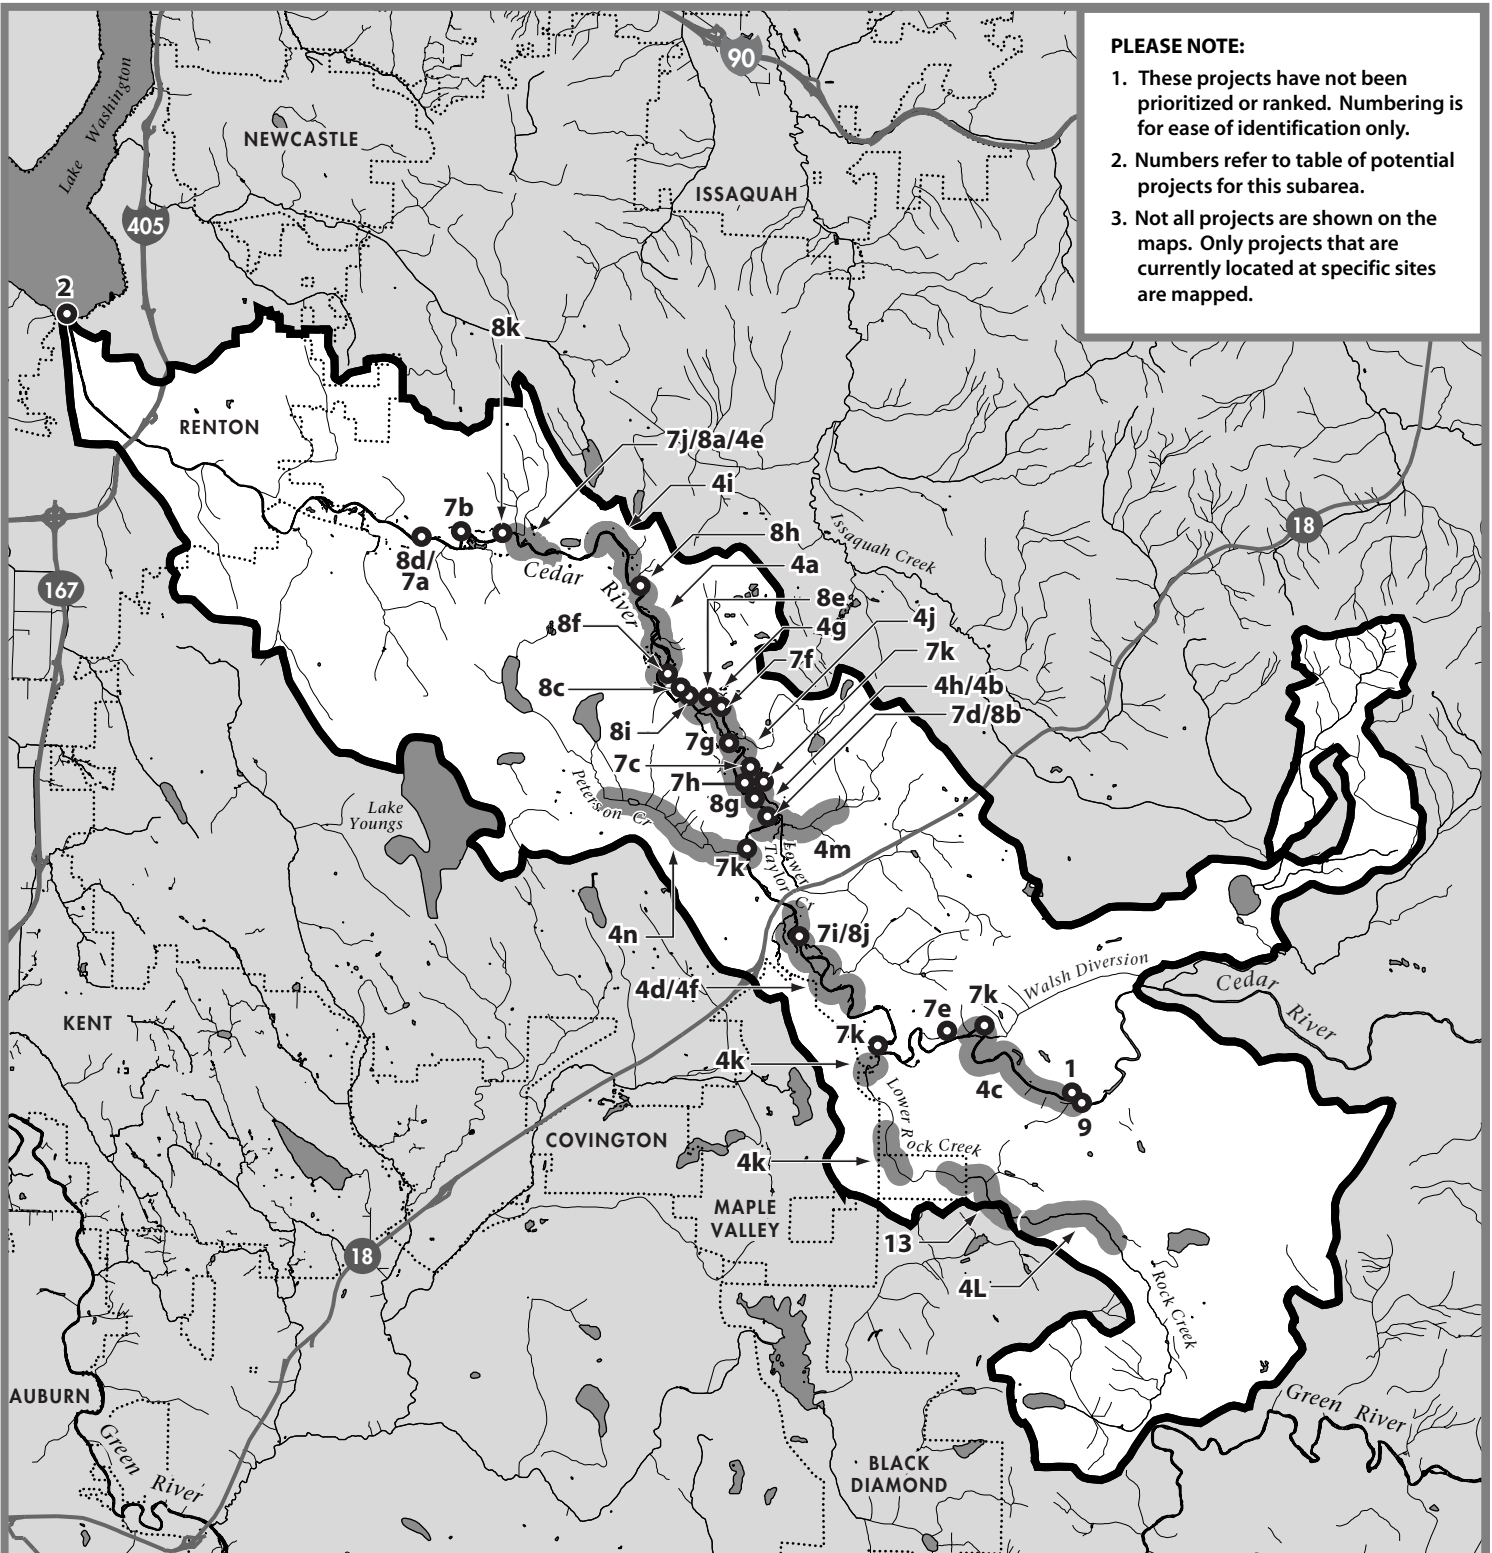 PLEASE NOTE:
1. These projects have not been
prioritized or ranked. Numbering is
for ease of identification only.
2. Numbers refer to table of potential
projects for this subarea.
3. Not all projects are shown on the
maps. Only projects that are
currently located at specific sites
are mapped.
90
Lake Washington
NEWCASTLE
ISSAQUAH
405
2
8k
RENTON
7j/8a/4e
4i
7b
8h
Issaquah Creek
18
8d/
7a
Cedar
River
4a
167
8e
8f
4g
4j
7f
7k
8c
4h/4b
7d/8b
8i
7g
7c
7h
8g
Peterson Cr
Lake
Youngs
4m
Lower
Taylor Cr
7k
4n
7i/8j
Walsh Diversion
4d/4f
Cedar
River
7k
7e
KENT
7k
4k
1
4c
9
Lower Rock Creek
COVINGTON
4k
MAPLE
VALLEY
13
18
4L
Rock Creek
AUBURN
Green River
Green River
BLACK
DIAMOND